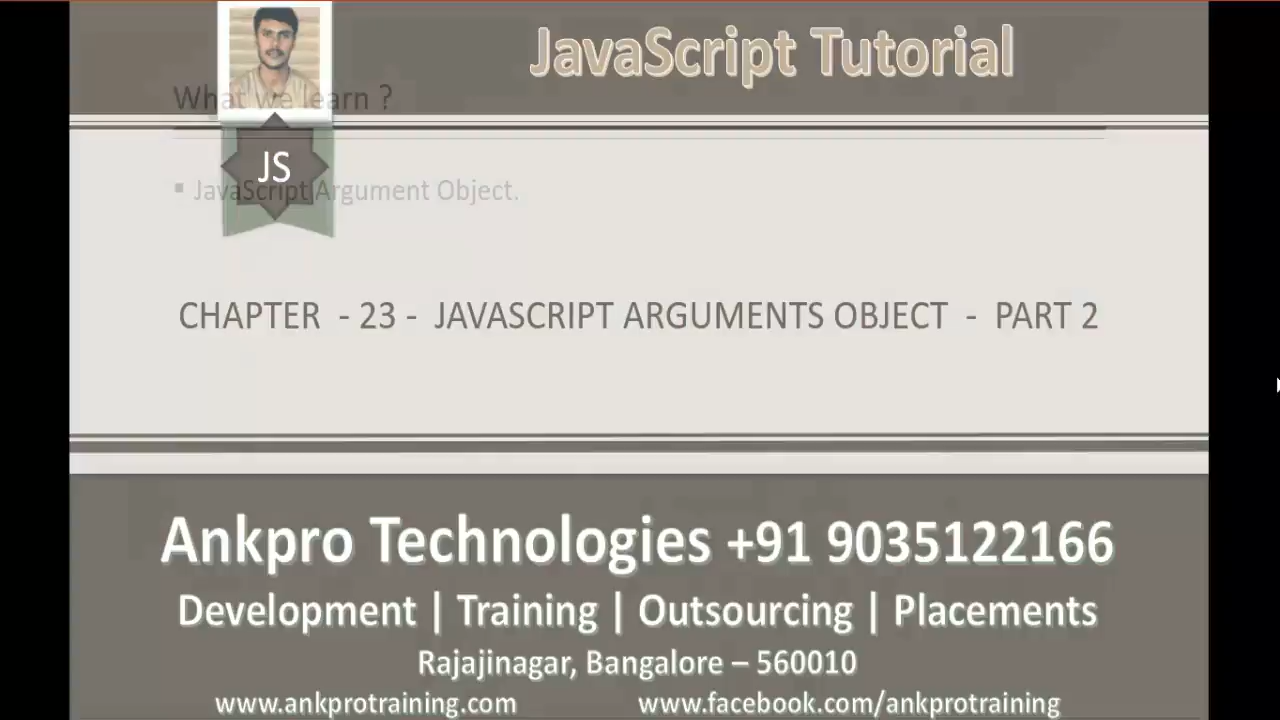 JavaScript Tutorial
What we learn ?
JS
▪ JavaScript Argument Object.
CHAPTER - 23 - JAVASCRIPT ARGUMENTS OBJECT - PART 2
Ankpro Technologies +91 9035122166
Development | Training | Outsourcing | Placements
Rajajinagar, Bangalore – 560010
www.ankprotraining.com www.facebook.com/ankprotraining